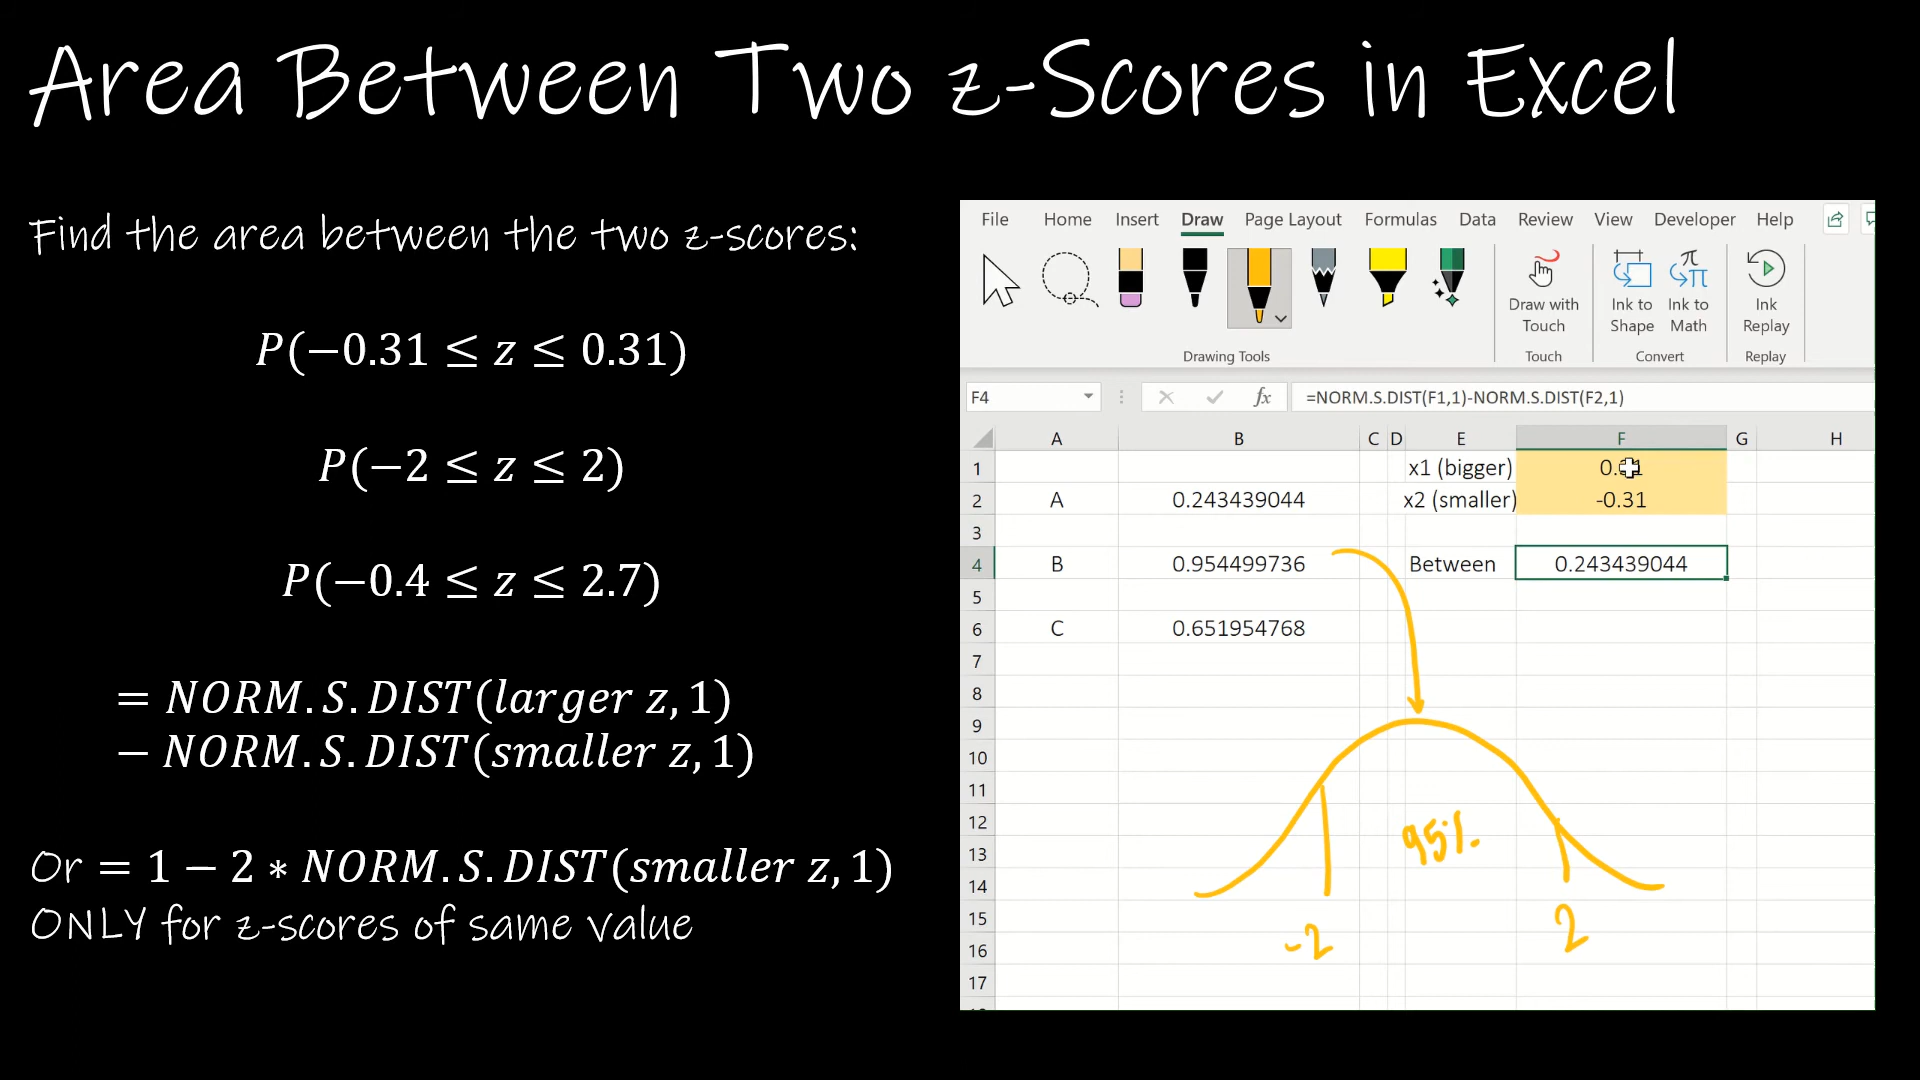 Area Between Two z-Scores in Excel
Find the area between the two z-scores:
P(−0.31 ≤ z ≤ 0.31)
P(−2 ≤ z ≤ 2)
P(−0.4 ≤ z ≤ 2.7)
= NORM.S.DIST(larger z, 1)
− NORM.S.DIST(smaller z, 1)
Or = 1 − 2 ∗ NORM.S.DIST(smaller z, 1)
ONLY for z-scores of same value
File Home Insert Draw Page Layout Formulas Data Review View Developer Help
Draw with Touch
Ink to Shape
Ink to Math
Ink Replay
Drawing Tools Touch Convert Replay
F4 fx =NORM.S.DIST(F1,1)-NORM.S.DIST(F2,1)
A B C D E F G H
1 x1 (bigger)
2 A 0.243439044 x2 (smaller) -0.31
3
4 B 0.954499736 Between 0.243439044
5
6 C 0.651954768
7
8
9
10
11
12
13
14
15
16
17
95%
-2 2